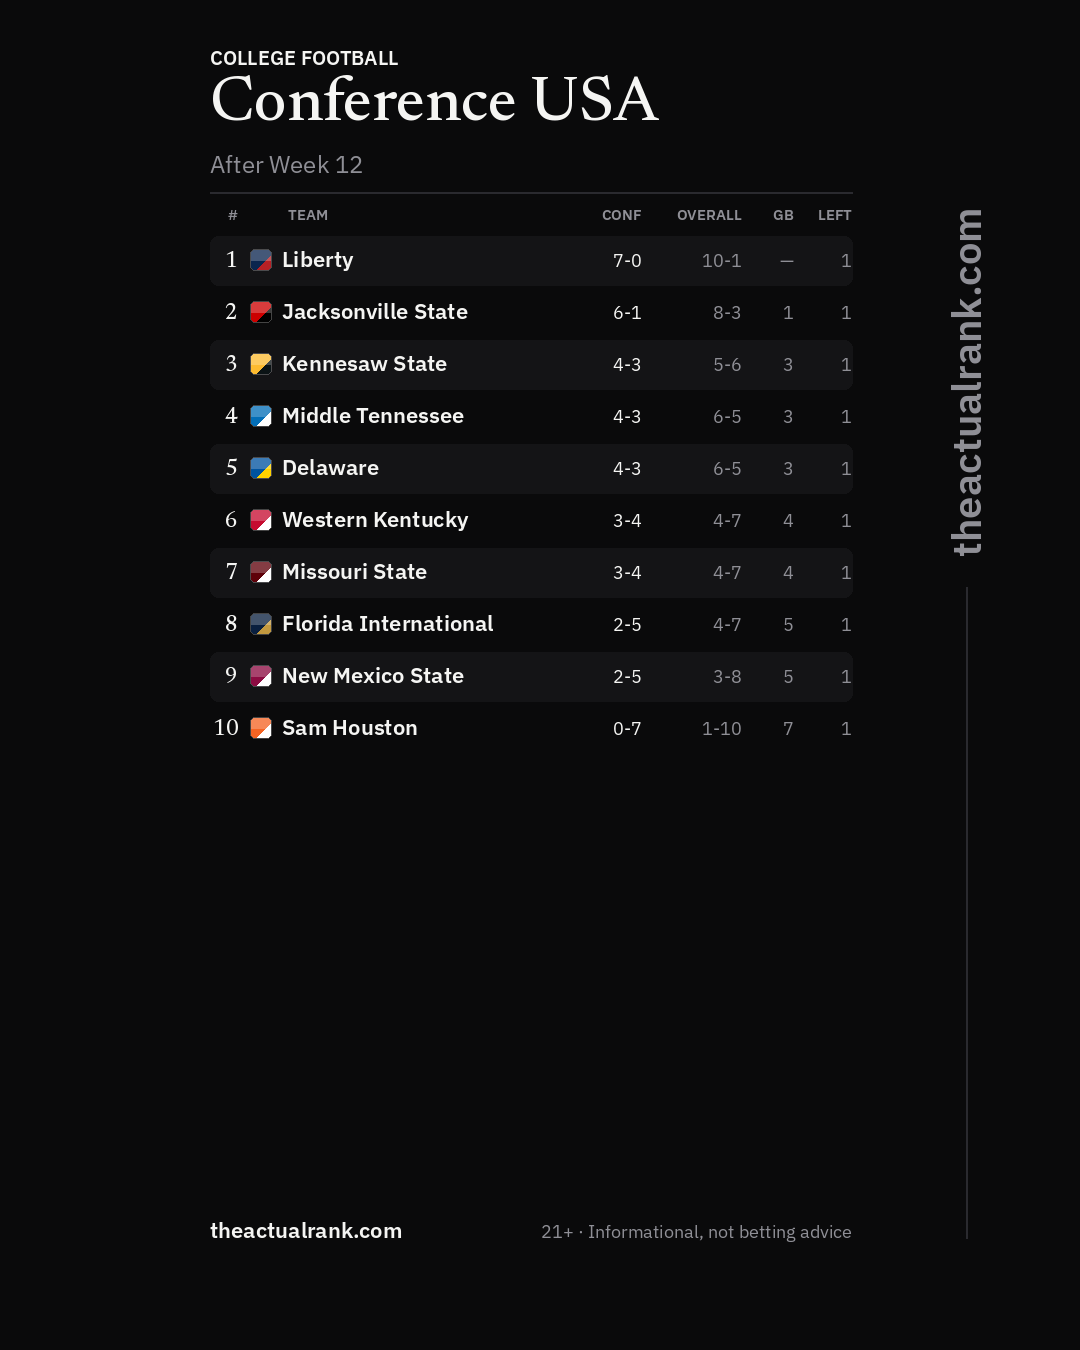 COLLEGE FOOTBALL
Conference USA
After Week 12
# TEAM CONF OVERALL GB LEFT
1 Liberty 7-0 10-1 — 1
2 Jacksonville State 6-1 8-3 1 1
3 Kennesaw State 4-3 5-6 3 1
4 Middle Tennessee 4-3 6-5 3 1
5 Delaware 4-3 6-5 3 1
6 Western Kentucky 3-4 4-7 4 1
7 Missouri State 3-4 4-7 4 1
8 Florida International 2-5 4-7 5 1
9 New Mexico State 2-5 3-8 5 1
10 Sam Houston 0-7 1-10 7 1
theactualrank.com
theactualrank.com 21+ · Informational, not betting advice